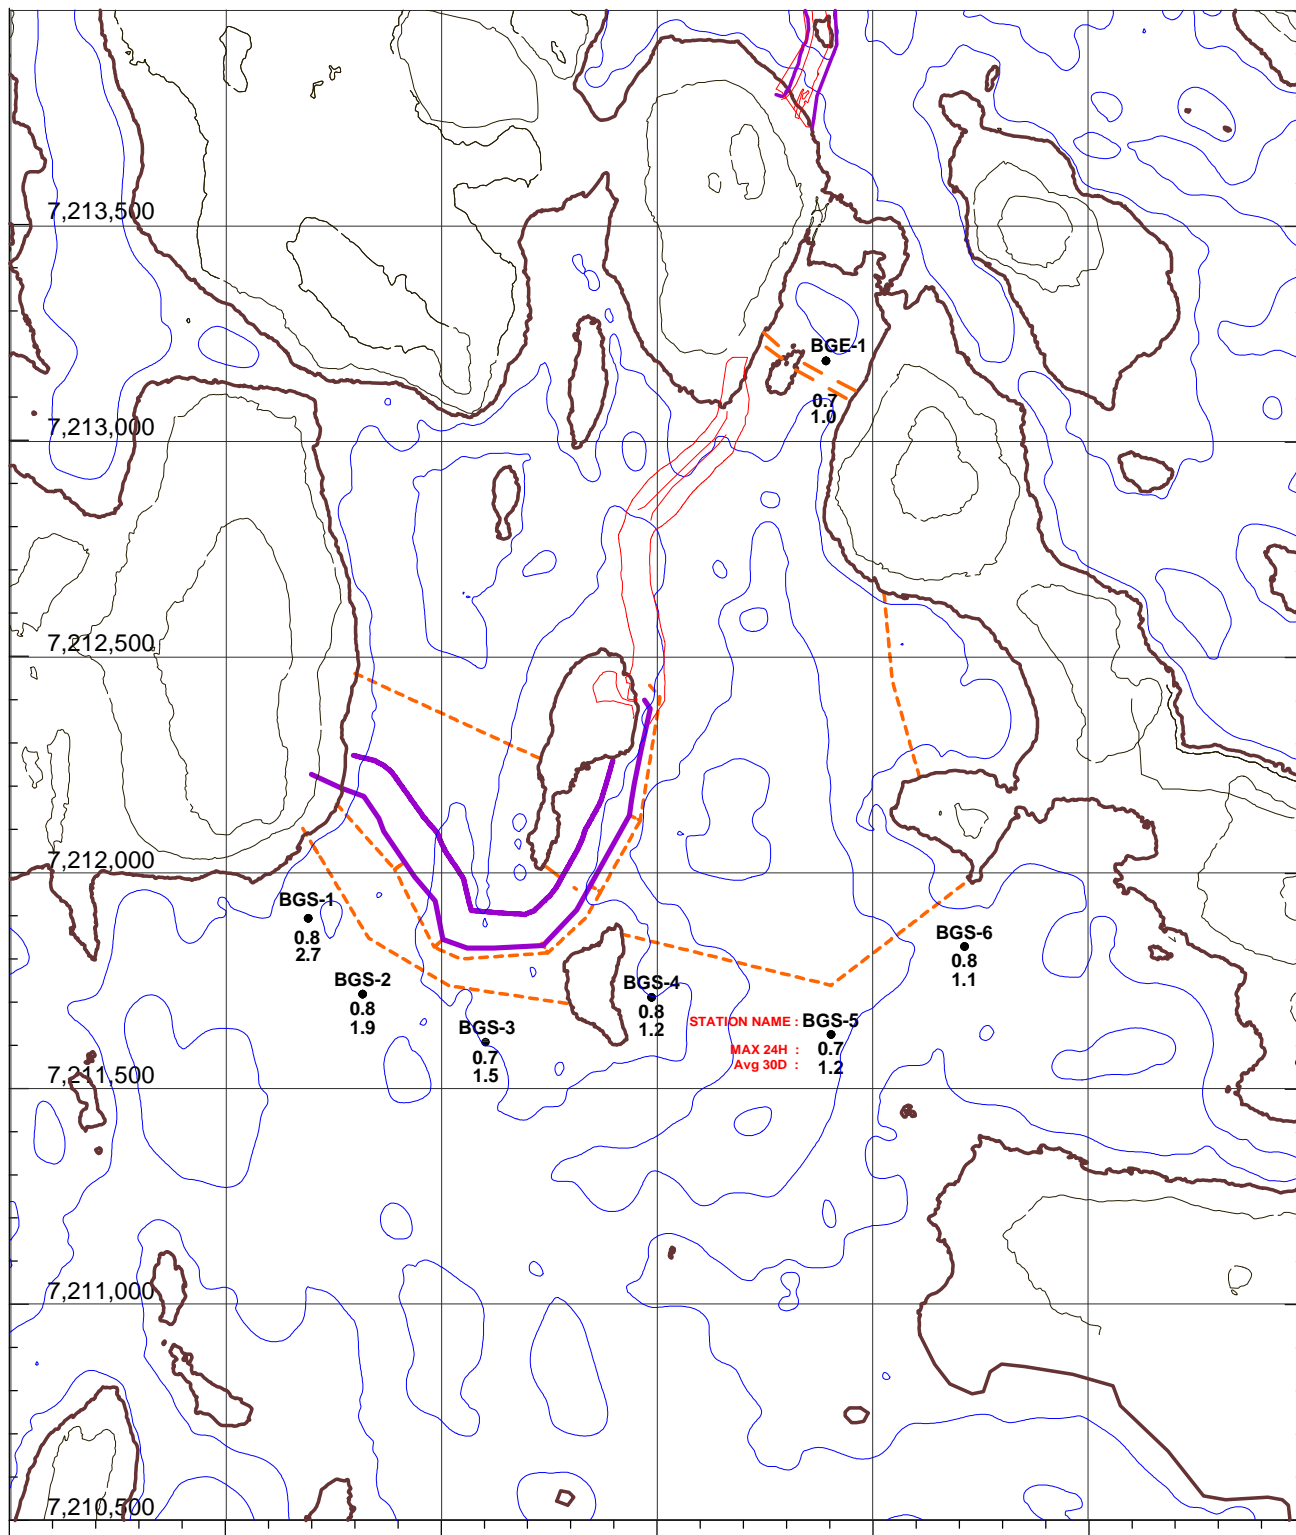 7,213,500
BGE-1
0.7
1.0
7,213,000
7,212,500
7,212,000
BGS-1
0.8
2.7
BGS-2
0.8
1.9
BGS-3
0.7
1.5
BGS-4
0.8
1.2
STATION NAME : BGS-5
MAX 24H : 0.7
Avg 30D : 1.2
BGS-6
0.8
1.1
7,211,500
7,211,000
7,210,500